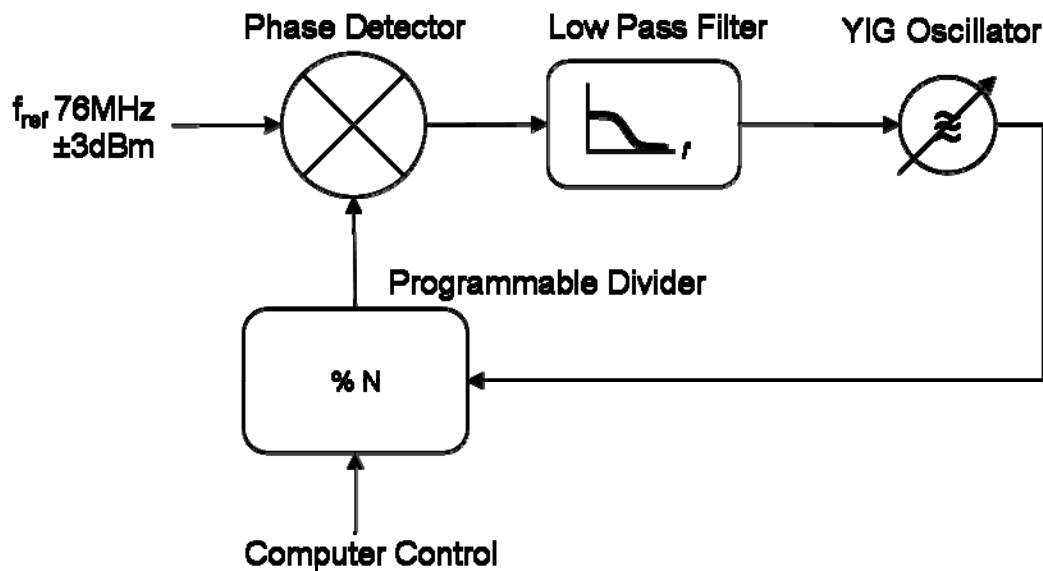 Phase Detector
Low Pass Filter
YIG Oscillator
fref 76MHz
±3dBm
f
Programmable Divider
% N
Computer Control